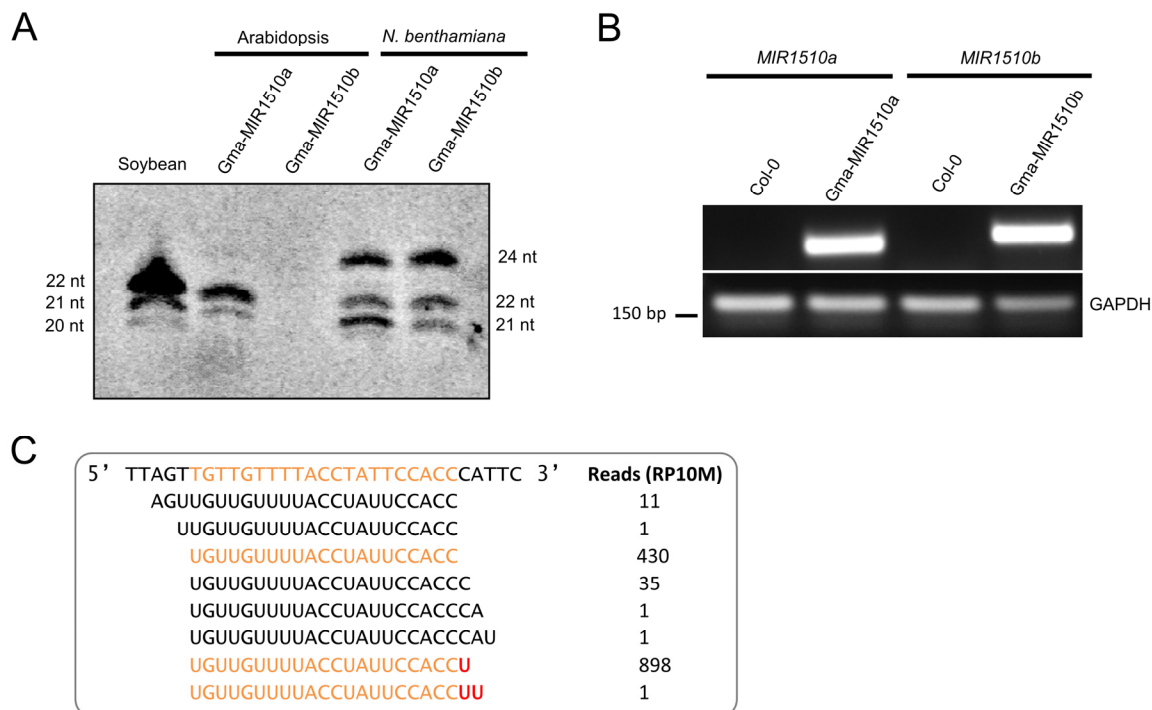 A
Arabidopsis
N. benthamiana
Gma-MIR1510a
Gma-MIR1510b
Gma-MIR1510a
Gma-MIR1510b
Soybean
22 nt
21 nt
20 nt
24 nt
22 nt
21 nt
B
MIR1510a
MIR1510b
Col-0
Gma-MIR1510a
Col-0
Gma-MIR1510b
150 bp
GAPDH
C
5’ TTAGTTGTTGTTTTACCTATTCCACCCATTC 3’ Reads (RP10M)
AGUUGUUGUUUUACCUAUUCCACC 11
UUGUUGUUUUACCUAUUCCACC 1
UGUUGUUUUACCUAUUCCACC 430
UGUUGUUUUACCUAUUCCACCC 35
UGUUGUUUUACCUAUUCCACCCA 1
UGUUGUUUUACCUAUUCCACCCAU 1
UGUUGUUUUACCUAUUCCACCU 898
UGUUGUUUUACCUAUUCCACCUU 1